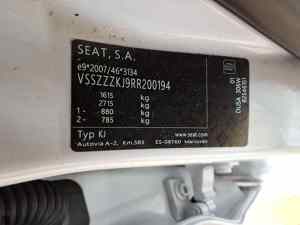 SEAT, S.A.
e9*2007/46*3134
VSSZZZKJ9RR200194
1615 kg
2715 kg
1- 880 kg
2- 785 kg
Typ KJ
www.seat.com
Autovía A-2, Km.585 ES-08760 Martorell
01